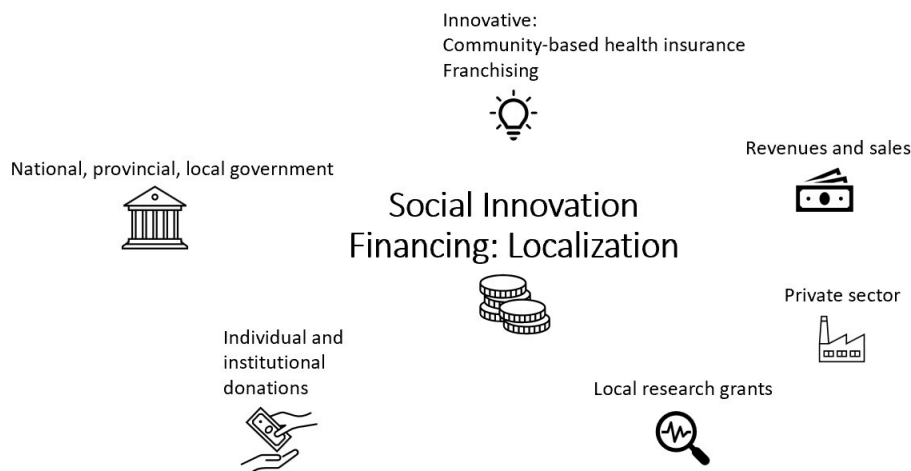 Innovative:
Community-based health insurance
Franchising
Revenues and sales
National, provincial, local government
Social Innovation
Financing: Localization
Private sector
Individual and
institutional
donations
Local research grants